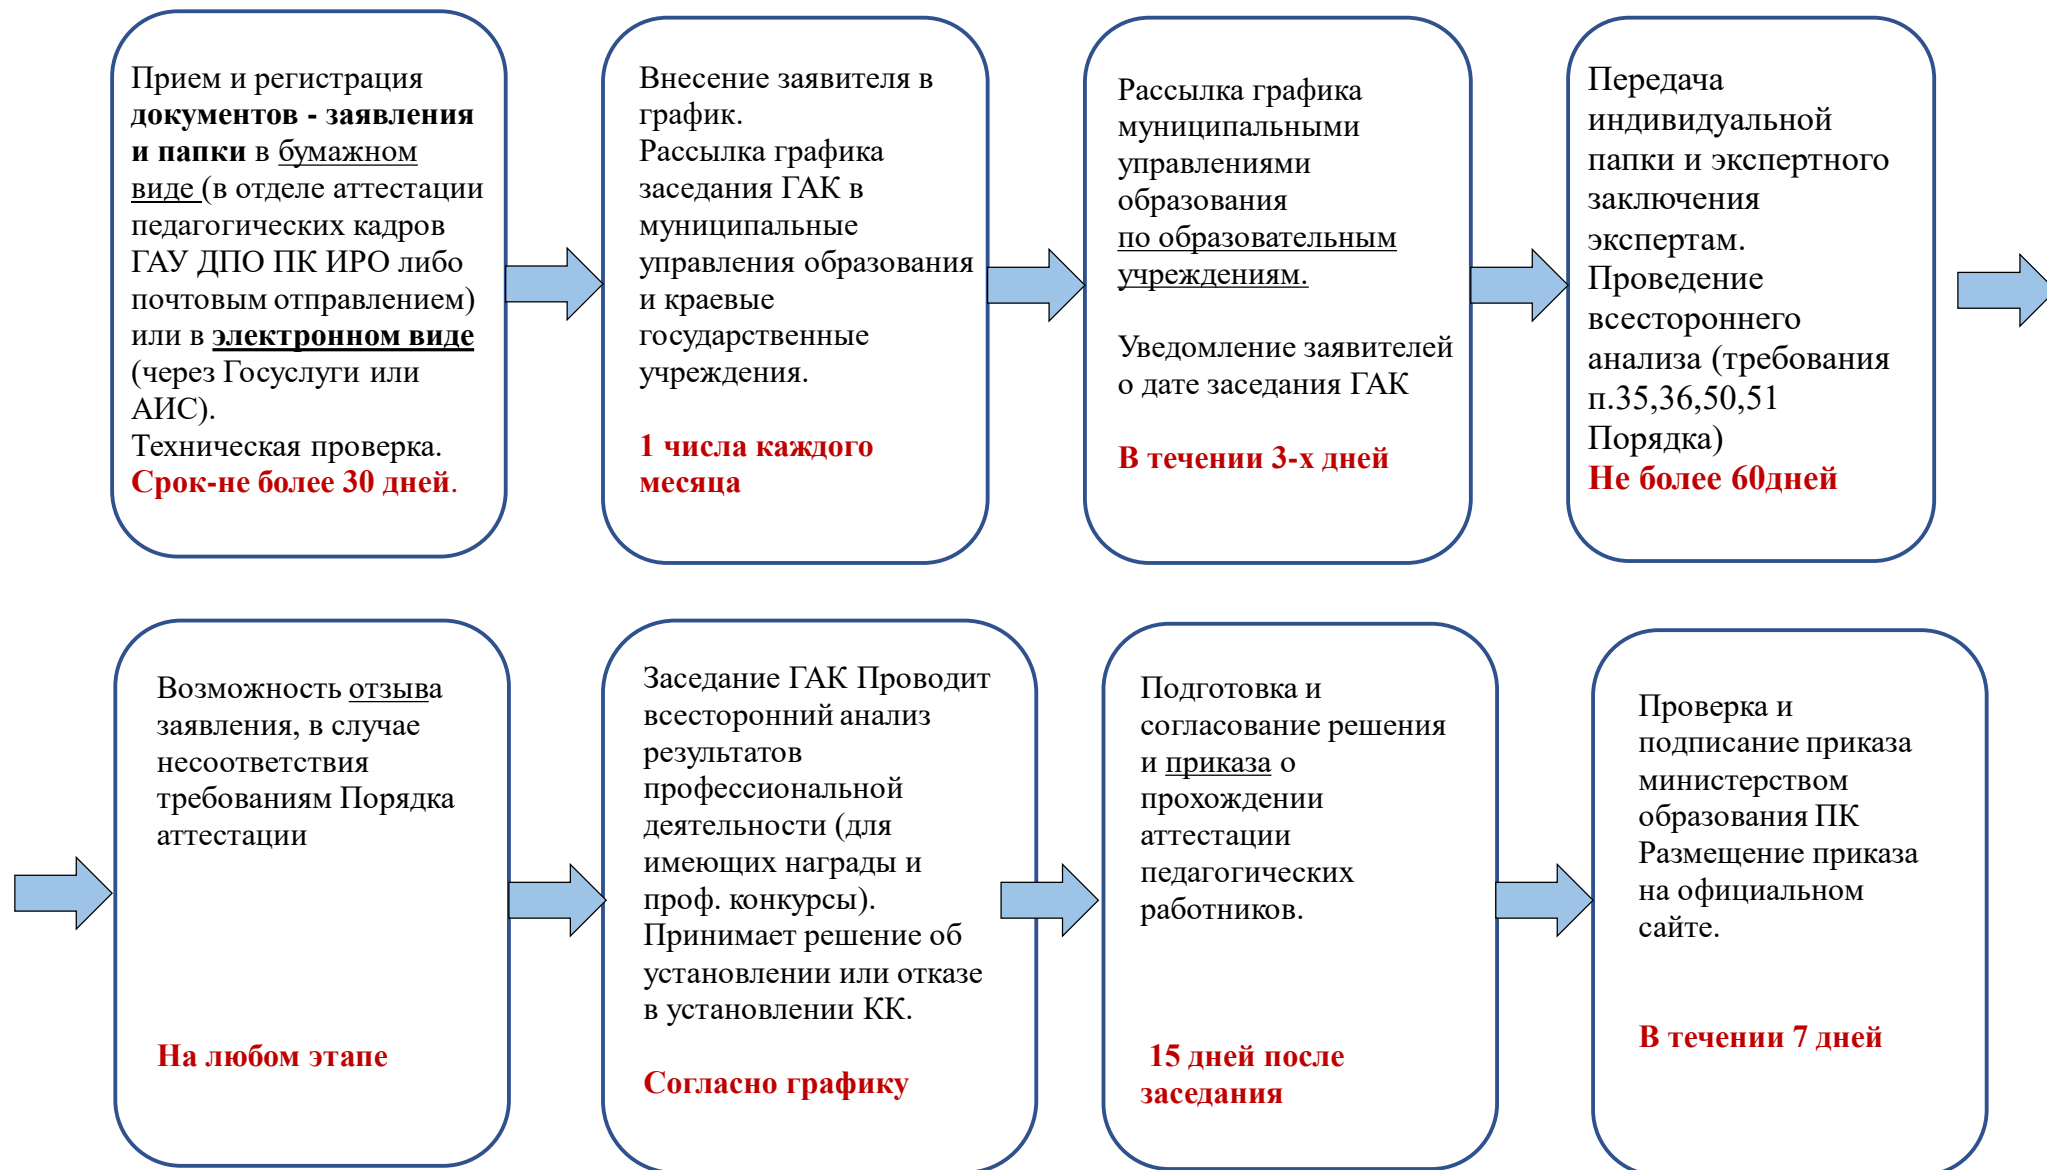 Прием и регистрация
документов - заявления
и папки в бумажном
виде (в отделе аттестации
педагогических кадров
ГАУ ДПО ПК ИРО либо
почтовым отправлением)
или в электронном виде
(через Госуслуги или
АИС).
Техническая проверка.
Срок-не более 30 дней.
Внесение заявителя в
график.
Рассылка графика
заседания ГАК в
муниципальные
управления образования
и краевые
государственные
учреждения.
1 числа каждого
месяца
Рассылка графика
муниципальными
управлениями
образования
по образовательным
учреждениям.
Уведомление заявителей
о дате заседания ГАК
В течении 3-х дней
Передача
индивидуальной
папки и экспертного
заключения
экспертам.
Проведение
всестороннего
анализа (требования
п.35,36,50,51
Порядка)
Не более 60дней
Возможность отзыва
заявления, в случае
несоответствия
требованиям Порядка
аттестации
На любом этапе
Заседание ГАК Проводит
всесторонний анализ
результатов
профессиональной
деятельности (для
имеющих награды и
проф. конкурсы).
Принимает решение об
установлении или отказе
в установлении КК.
Согласно графику
Подготовка и
согласование решения
и приказа о
прохождении
аттестации
педагогических
работников.
15 дней после
заседания
Проверка и
подписание приказа
министерством
образования ПК
Размещение приказа
на официальном
сайте.
В течении 7 дней